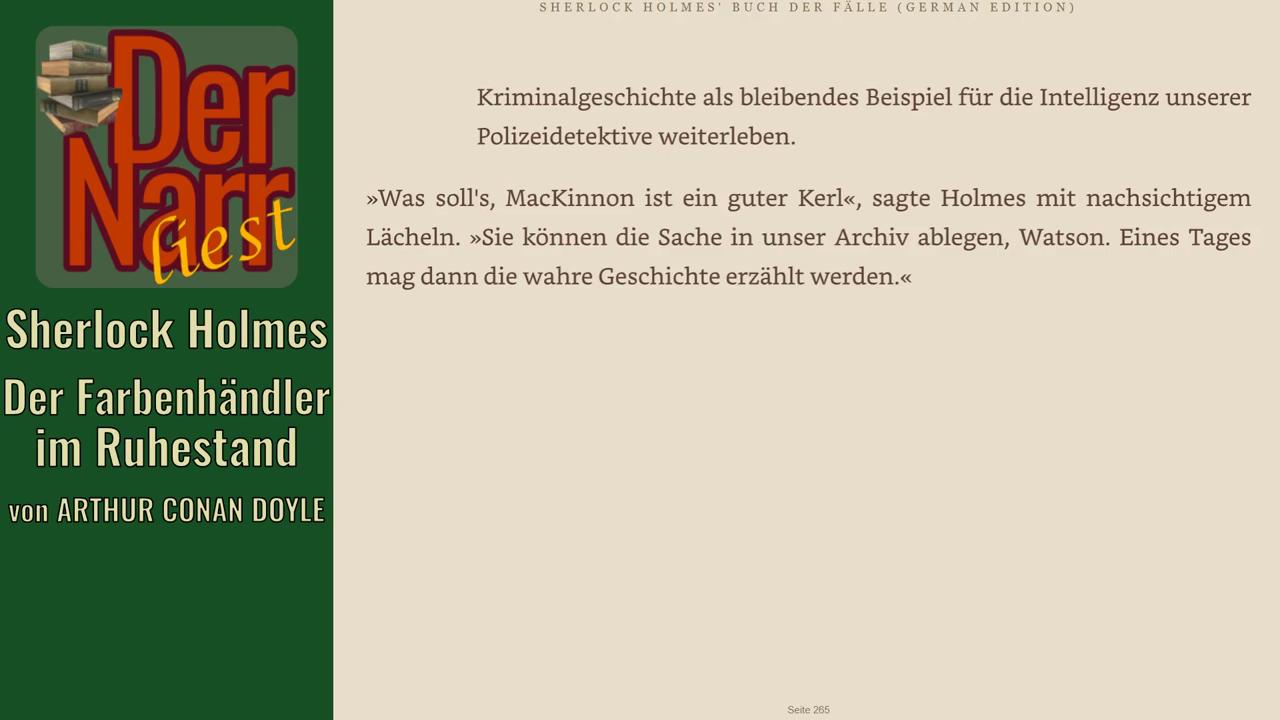 Der
Narr
liest
Sherlock Holmes
Der Farbenhändler
im Ruhestand
von ARTHUR CONAN DOYLE
SHERLOCK HOLMES' BUCH DER FÄLLE (GERMAN EDITION)
Kriminalgeschichte als bleibendes Beispiel für die Intelligenz unserer
Polizeidetektive weiterleben.
»Was soll's, MacKinnon ist ein guter Kerl«, sagte Holmes mit nachsichtigem
Lächeln. »Sie können die Sache in unser Archiv ablegen, Watson. Eines Tages
mag dann die wahre Geschichte erzählt werden.«
Seite 265